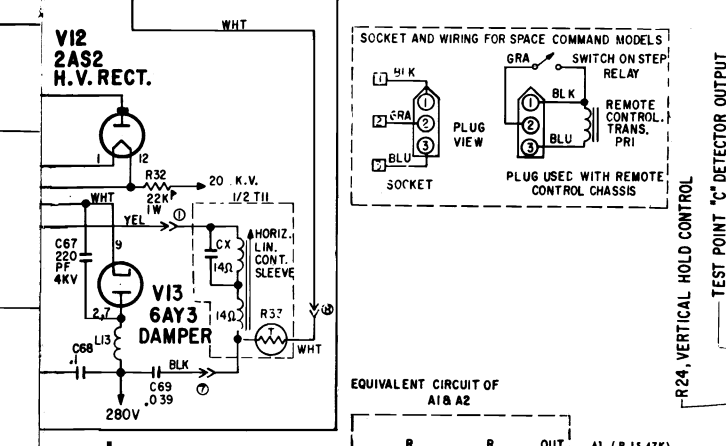 WHT
V12
2AS2
H.V. RECT.
1
12
R32
22K
1W
20 K.V.
1/2 T11
WHT
YEL
1
9
C67
220
PF
4KV
CX
14Ω
HORIZ.
LIN.
CONT.
SLEEVE
V13
6AY3
DAMPER
2,7
14Ω
R37
T
8
WHT
L13
C68
.1
BLK
7
C69
.039
280V
SOCKET AND WIRING FOR SPACE COMMAND MODELS
1
BLK
2
GRA
3
BLU
1
2
3
PLUG
VIEW
SOCKET
GRA
SWITCH ON STEP
RELAY
BLK
1
2
3
BLU
REMOTE
CONTROL.
TRANS.
PRI
PLUG USED WITH REMOTE
CONTROL CHASSIS
EQUIVALENT CIRCUIT OF
A1 & A2
R
R
OUT
R24, VERTICAL HOLD CONTROL
TEST POINT "C" DETECTOR OUTPUT